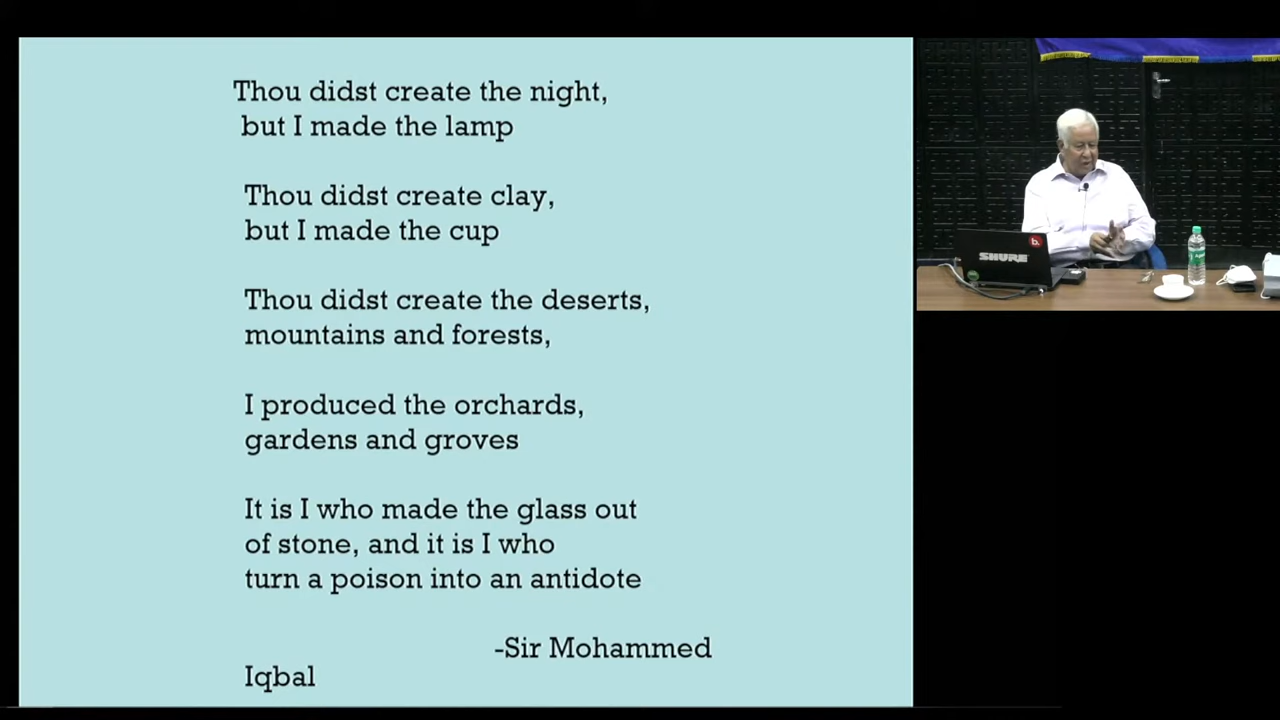 Thou didst create the night,
but I made the lamp
Thou didst create clay,
but I made the cup
Thou didst create the deserts,
mountains and forests,
I produced the orchards,
gardens and groves
It is I who made the glass out
of stone, and it is I who
turn a poison into an antidote
-Sir Mohammed
Iqbal
SHURE
b.